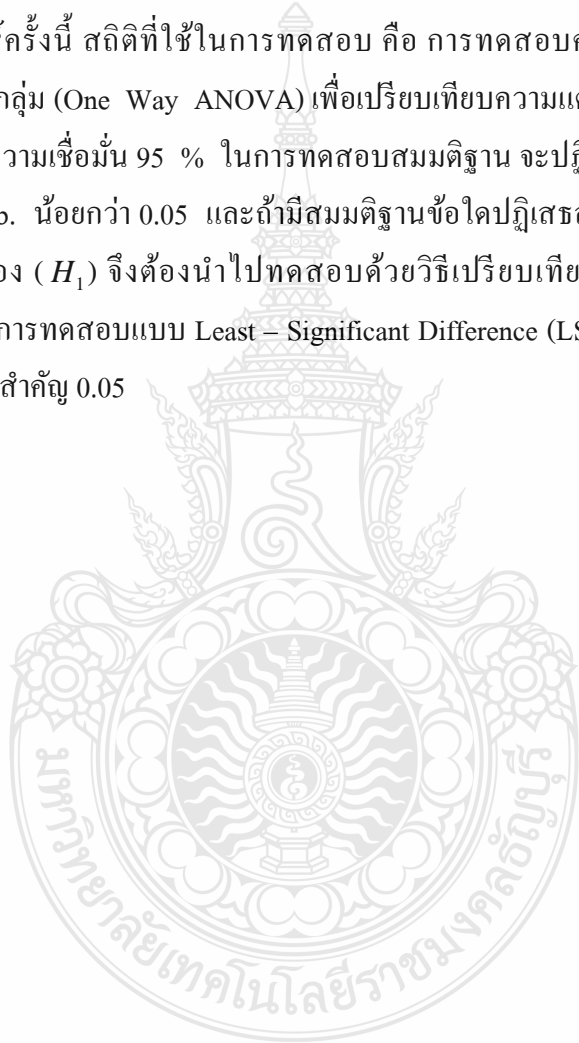 ครั้งนี้ สถิติที่ใช้ในการทดสอบ คือ การทดสอบ
กลุ่ม (One Way ANOVA) เพื่อเปรียบเทียบความแต
วามเชื่อมั่น 95 % ในการทดสอบสมมติฐาน จะปฏิ
b. น้อยกว่า 0.05 และถ้ามีสมมติฐานข้อใดปฏิเสธส
อง ( H₁ ) จึงต้องนำไปทดสอบด้วยวิธีเปรียบเทีย
การทดสอบแบบ Least – Significant Difference (LS
สำคัญ 0.05
มหาวิทยาลัยเทคโนโลยีราชมงคลธัญบุรี